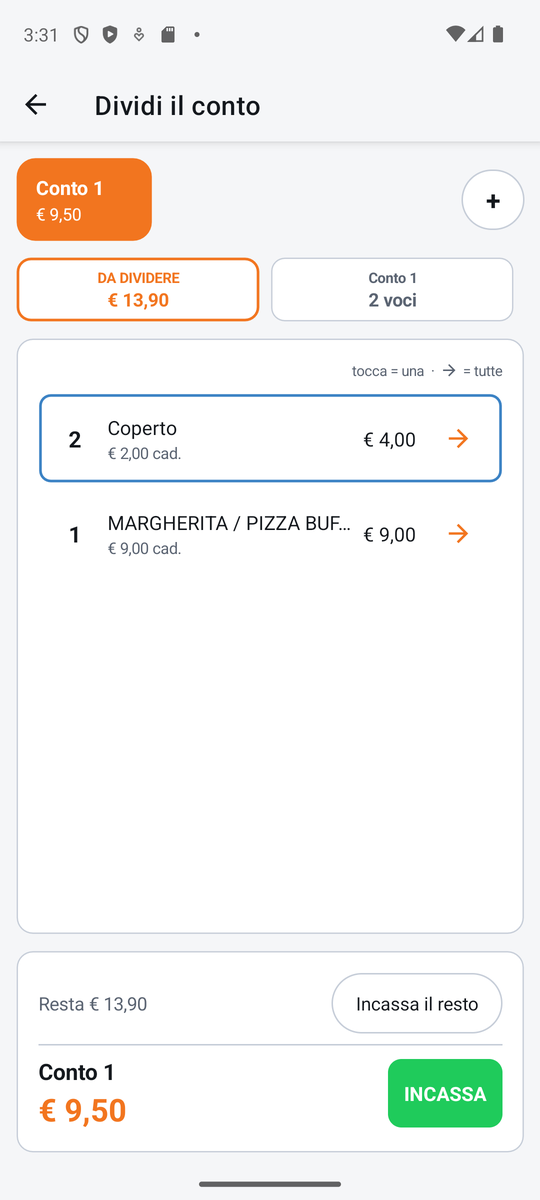 3:31
Dividi il conto
Conto 1
€ 9,50
+
DA DIVIDERE
€ 13,90
Conto 1
2 voci
tocca = una · → = tutte
2
Coperto
€ 2,00 cad.
€ 4,00
1
MARGHERITA / PIZZA BUF...
€ 9,00 cad.
€ 9,00
Resta € 13,90
Incassa il resto
Conto 1
€ 9,50
INCASSA